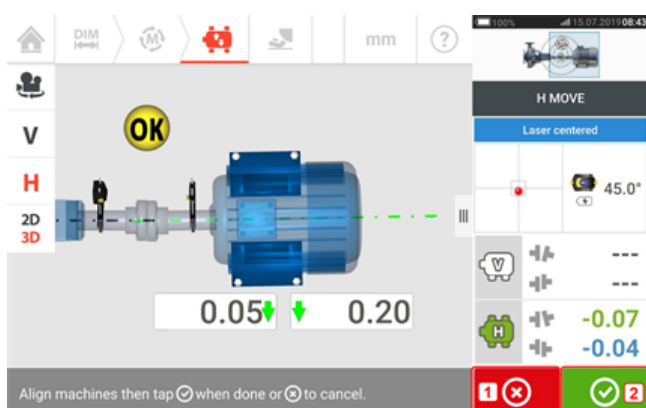 DIM
M
mm
?
100%
15.07.2019 08:43
H MOVE
V
OK
Laser centered
H
45.0°
2D
3D
V
---
---
0.05
0.20
H
-0.07
-0.04
Align machines then tap when done or to cancel.
1
2